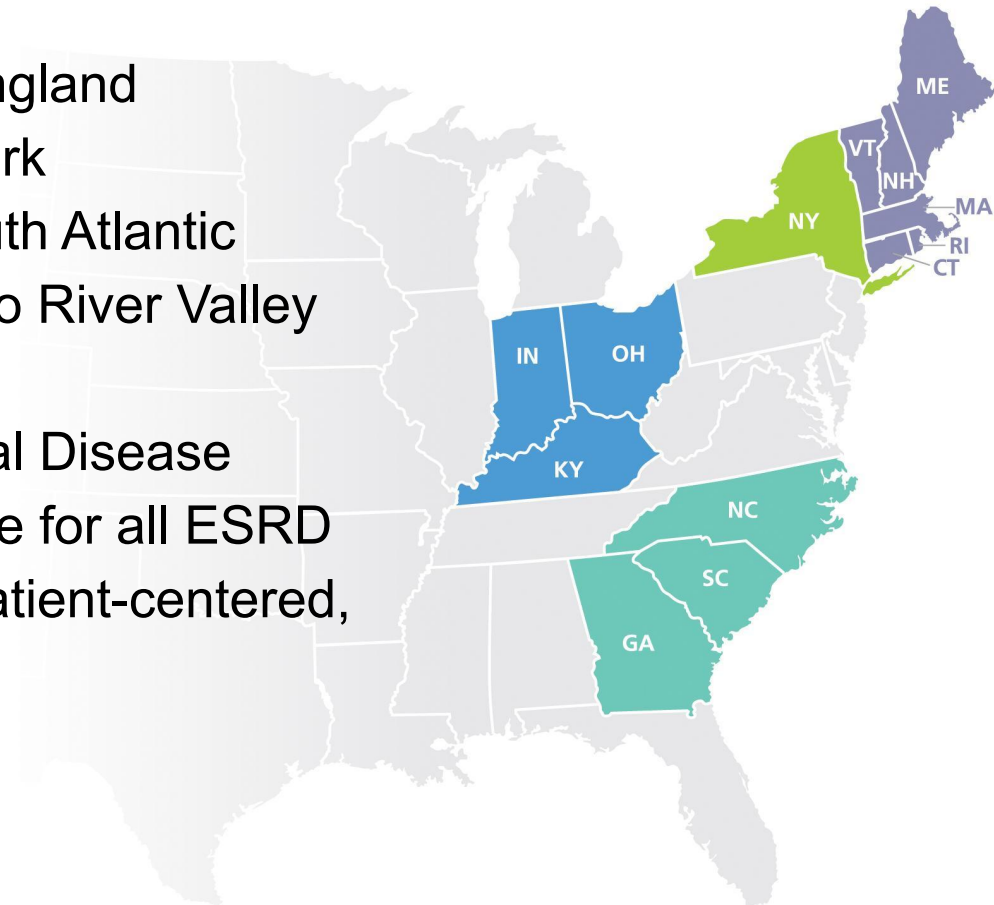 ngland
rk
uth Atlantic
o River Valley
al Disease
e for all ESRD
atient-centered,
ME
VT
NH
MA
NY
RI
CT
IN
OH
KY
NC
SC
GA